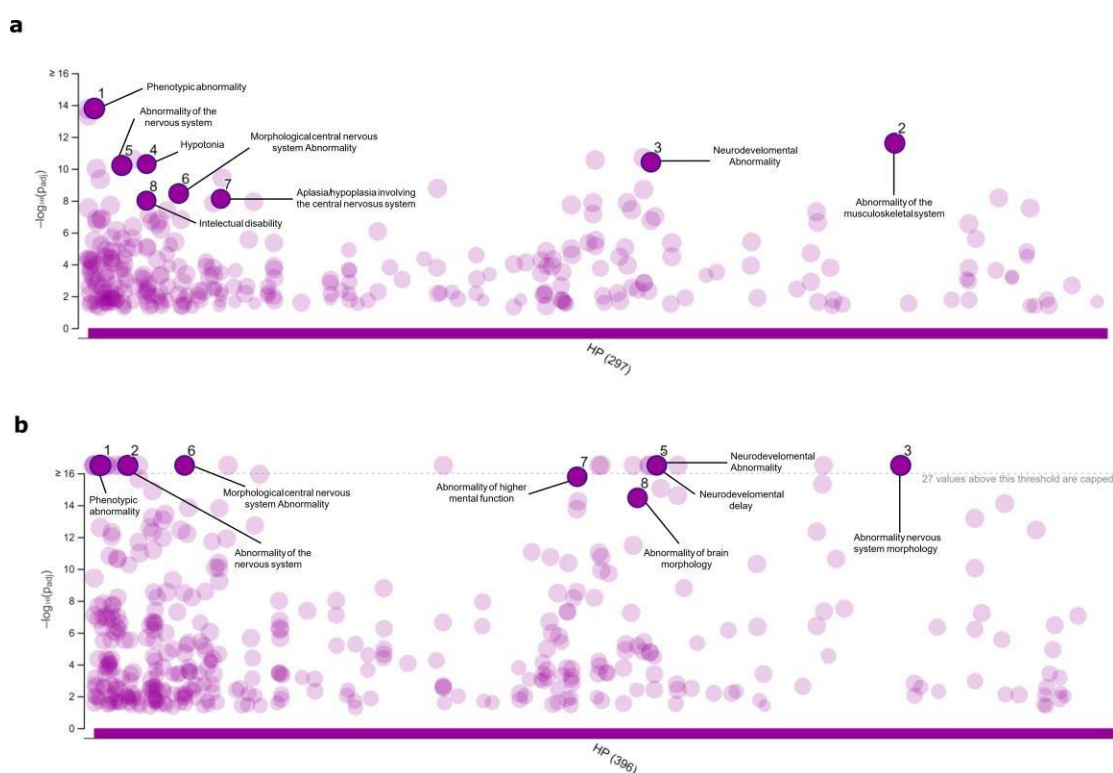 a
≥ 16
14
12
10
8
6
4
2
0
–log₁₀(pₐdⱼ)
1
Phenotypic abnormality
Abnormality of the
nervous system
5
4
Hypotonia
Morphological central nervous
system Abnormality
8
6
7
Aplasia/hypoplasia involving
the central nervosus system
Intelectual disability
3
Neurodevelomental
Abnormality
2
Abnormality of the
musculoskeletal system
HP (297)
b
≥ 16
14
12
10
8
6
4
2
0
–log₁₀(pₐdⱼ)
1
2
6
Phenotypic
abnormality
Morphological central nervous
system Abnormality
Abnormality of the
nervous system
7
Abnormality of higher
mental function
5
Neurodevelomental
Abnormality
Neurodevelomental
delay
8
Abnormality of brain
morphology
3
27 values above this threshold are capped
Abnormality nervous
system morphology
HP (396)